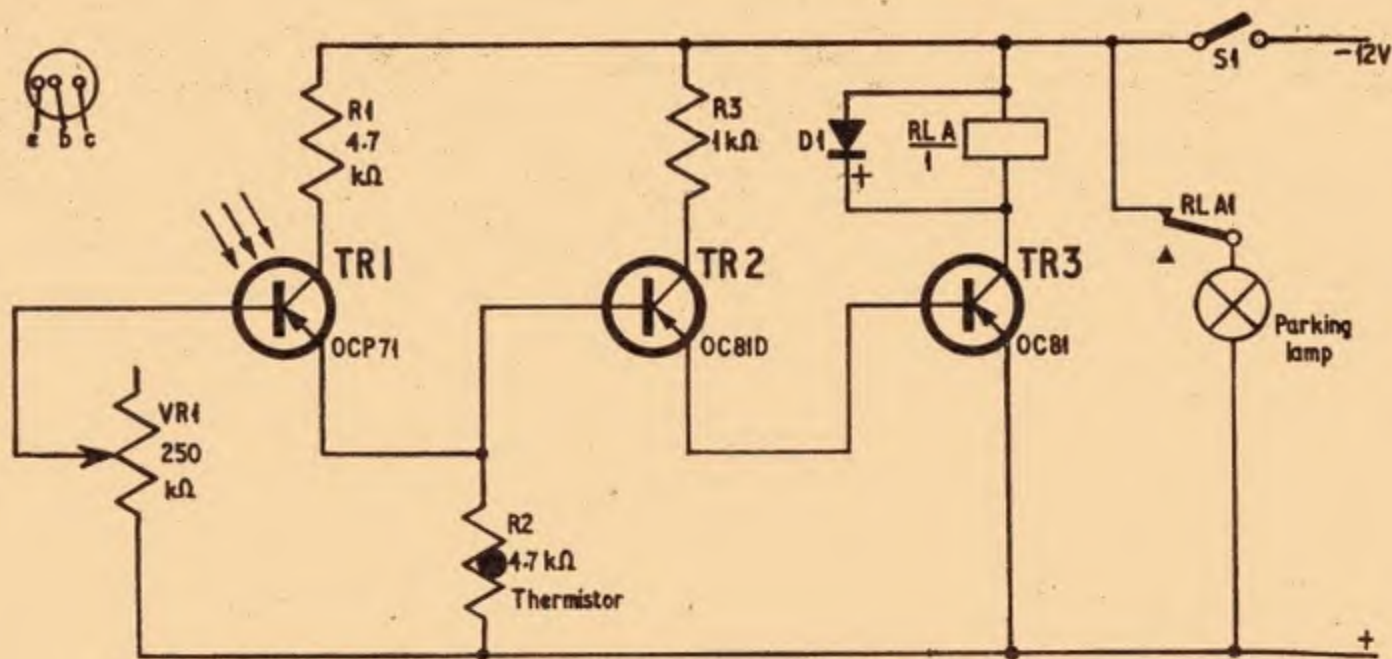 S1
-12V
e b c
R1
4.7
kΩ
R3
1kΩ
D1
+
RLA
1
RLA1
TR1
OCP71
TR2
OC81D
TR3
OC81
Parking
lamp
VR1
250
kΩ
R2
4.7kΩ
Thermistor
+